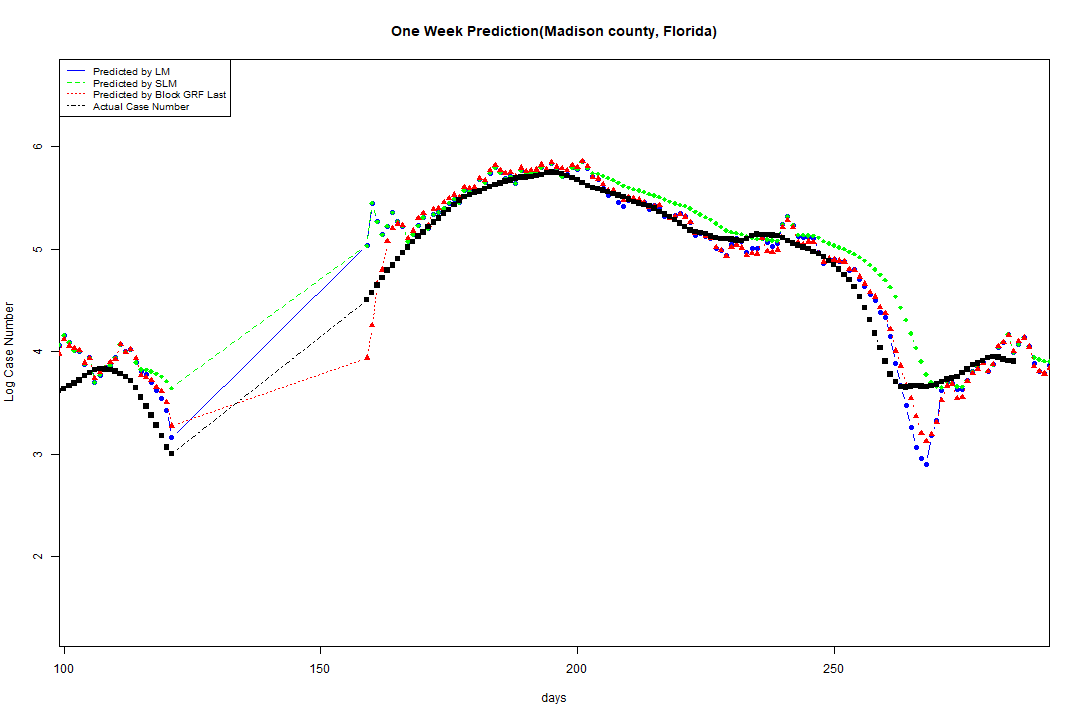 One Week Prediction(Madison county, Florida)
Predicted by LM
Predicted by SLM
Predicted by Block GRF Last
Actual Case Number
6
5
4
3
2
Log Case Number
100 150 200 250
days